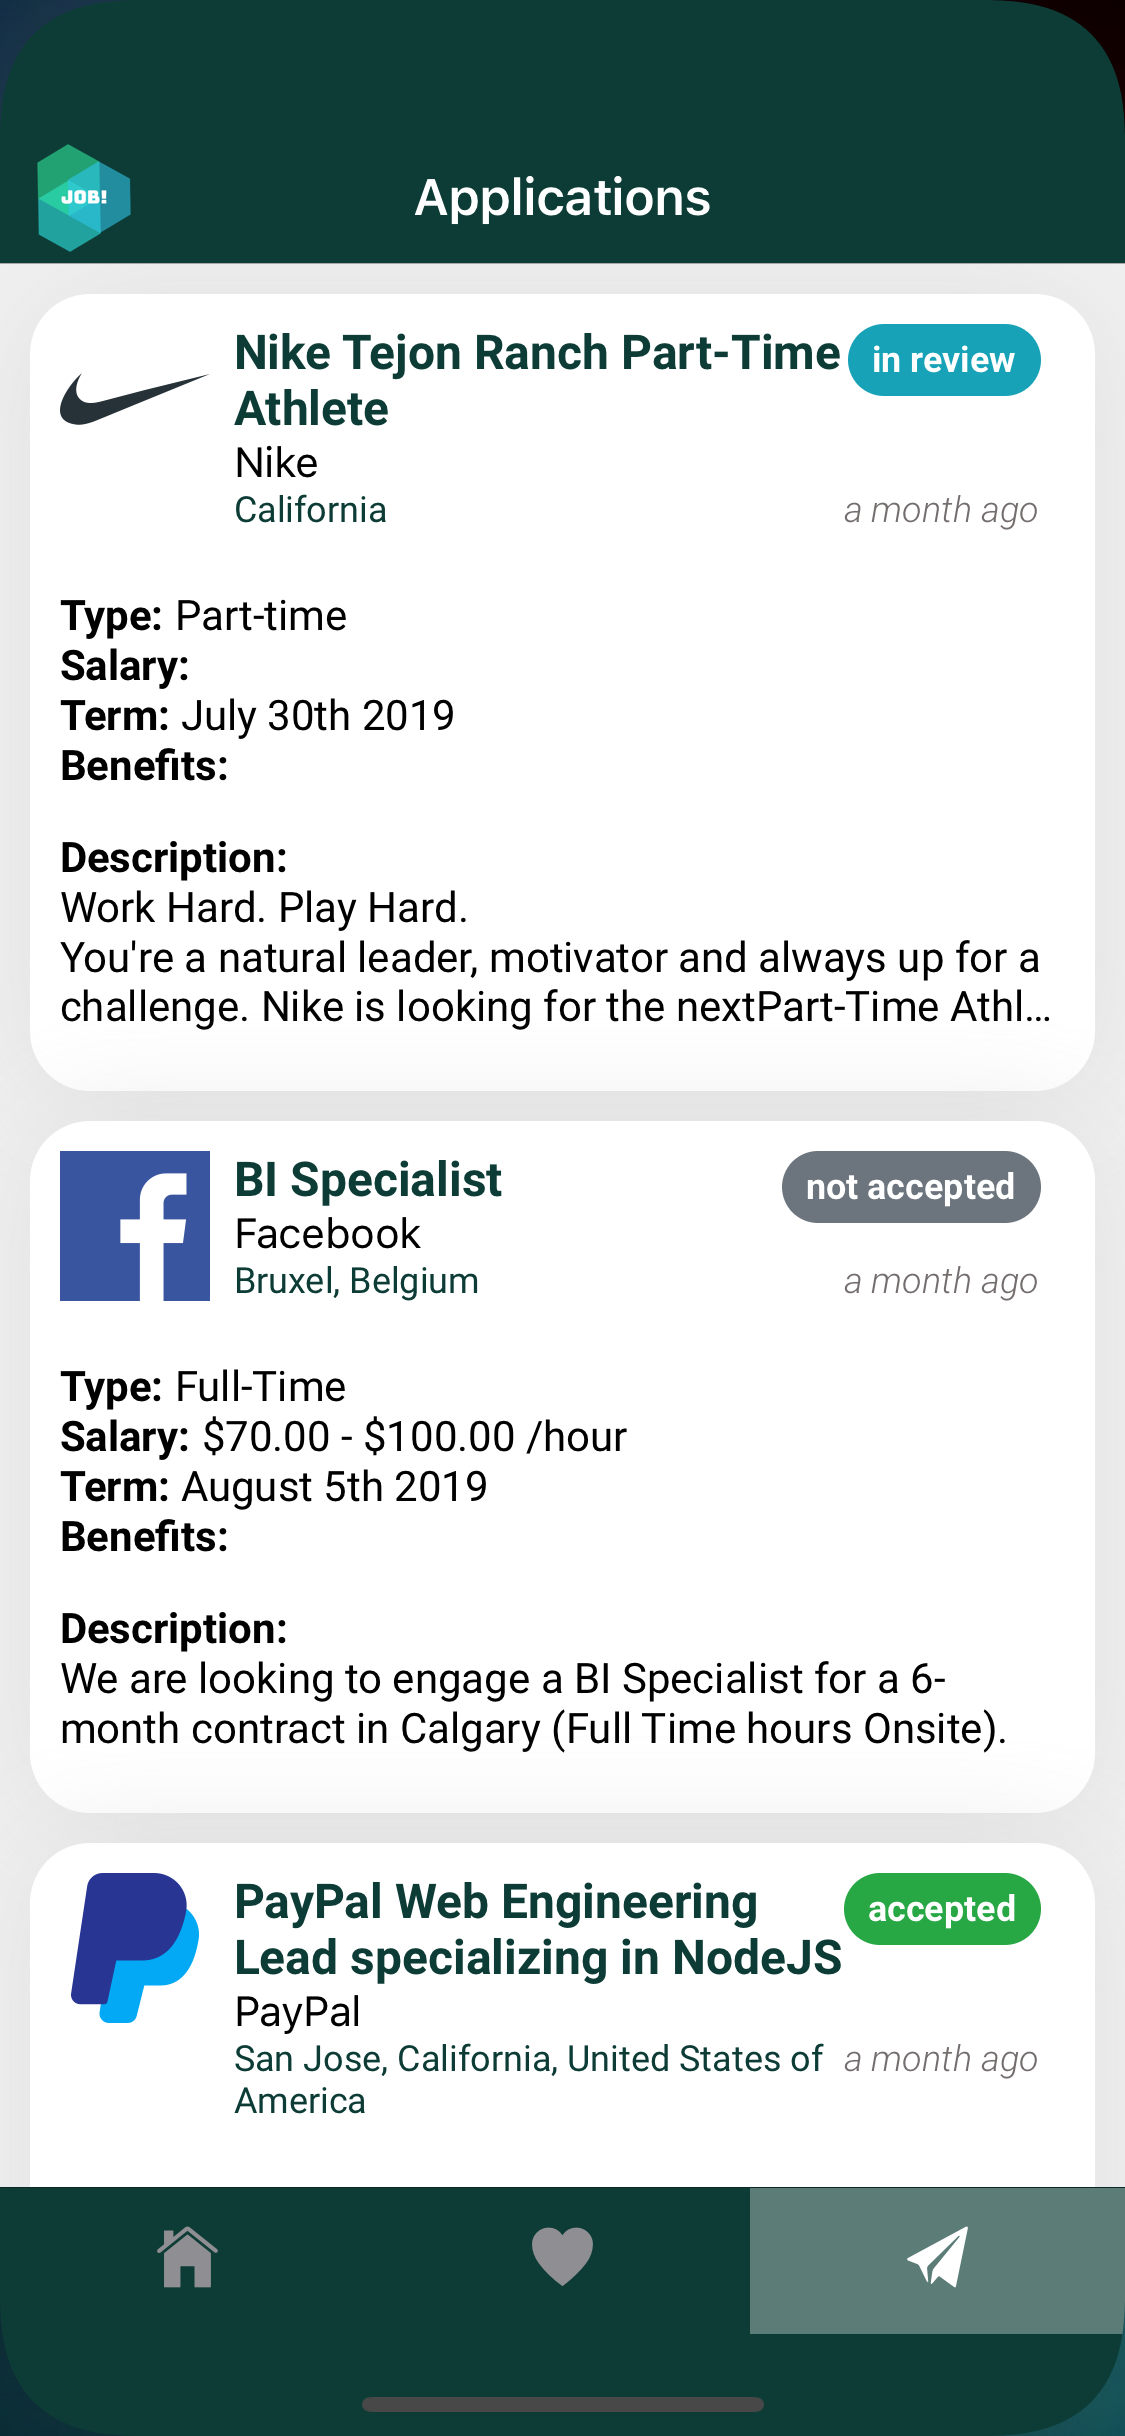 JOB!
Applications
Nike Tejon Ranch Part-Time
Athlete
in review
Nike
California
a month ago
Type: Part-time
Salary:
Term: July 30th 2019
Benefits:
Description:
Work Hard. Play Hard.
You're a natural leader, motivator and always up for a
challenge. Nike is looking for the nextPart-Time Athl...
BI Specialist
not accepted
Facebook
Bruxel, Belgium
a month ago
Type: Full-Time
Salary: $70.00 - $100.00 /hour
Term: August 5th 2019
Benefits:
Description:
We are looking to engage a BI Specialist for a 6-
month contract in Calgary (Full Time hours Onsite).
PayPal Web Engineering
Lead specializing in NodeJS
accepted
PayPal
San Jose, California, United States of
America
a month ago